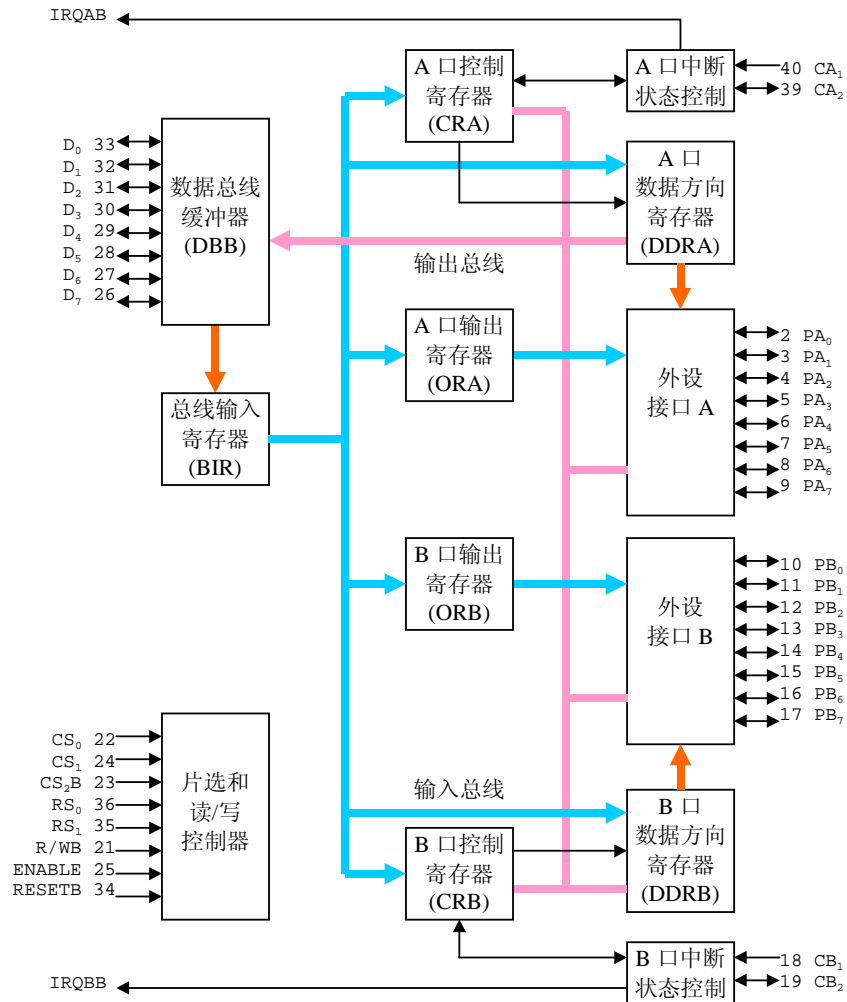 IRQAB
A 口控制
寄存器
(CRA)
A 口中断
状态控制
40 CA₁
39 CA₂
D₀ 33
D₁ 32
D₂ 31
D₃ 30
D₄ 29
D₅ 28
D₆ 27
D₇ 26
数据总线
缓冲器
(DBB)
A 口
数据方向
寄存器
(DDRA)
输出总线
A 口输出
寄存器
(ORA)
外设
接口 A
2 PA₀
3 PA₁
4 PA₂
5 PA₃
6 PA₄
7 PA₅
8 PA₆
9 PA₇
总线输入
寄存器
(BIR)
B 口输出
寄存器
(ORB)
外设
接口 B
10 PB₀
11 PB₁
12 PB₂
13 PB₃
14 PB₄
15 PB₅
16 PB₆
17 PB₇
CS₀ 22
CS₁ 24
CS₂B 23
RS₀ 36
RS₁ 35
R/WB 21
ENABLE 25
RESETB 34
片选和
读/写
控制器
输入总线
B 口控制
寄存器
(CRB)
B 口
数据方向
寄存器
(DDRB)
IRQBB
B 口中断
状态控制
18 CB₁
19 CB₂